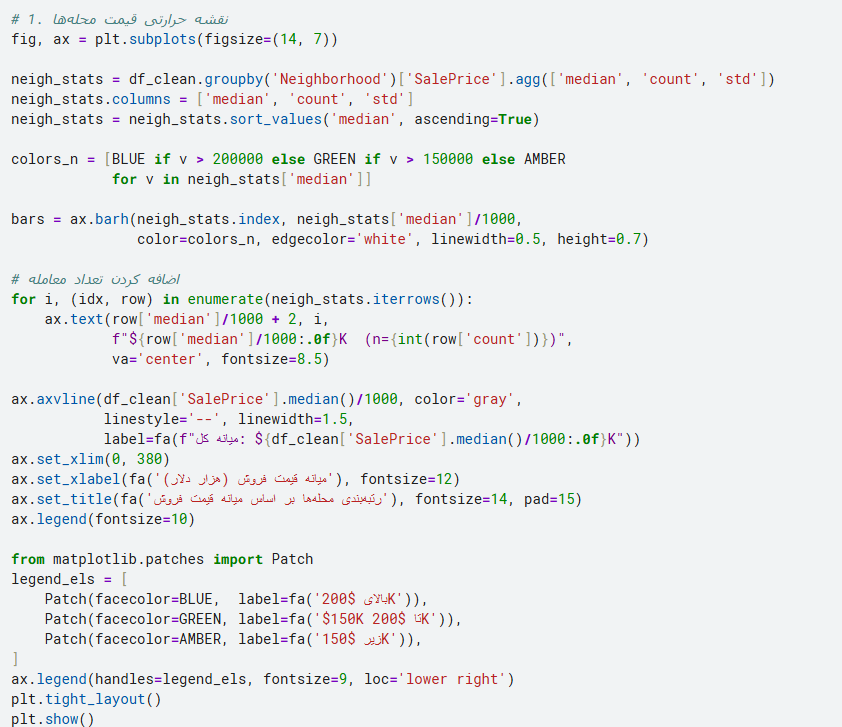 # 1. نقشه حرارتی قیمت محله‌ها
fig, ax = plt.subplots(figsize=(14, 7))
neigh_stats = df_clean.groupby('Neighborhood')['SalePrice'].agg(['median', 'count', 'std'])
neigh_stats.columns = ['median', 'count', 'std']
neigh_stats = neigh_stats.sort_values('median', ascending=True)
colors_n = [BLUE if v > 200000 else GREEN if v > 150000 else AMBER
            for v in neigh_stats['median']]
bars = ax.barh(neigh_stats.index, neigh_stats['median']/1000,
               color=colors_n, edgecolor='white', linewidth=0.5, height=0.7)
# اضافه کردن تعداد معامله
for i, (idx, row) in enumerate(neigh_stats.iterrows()):
    ax.text(row['median']/1000 + 2, i,
            f"${row['median']/1000:.0f}K  (n={int(row['count'])})",
            va='center', fontsize=8.5)
ax.axvline(df_clean['SalePrice'].median()/1000, color='gray',
           linestyle='--', linewidth=1.5,
           label=fa(f"میانه کل: ${df_clean['SalePrice'].median()/1000:.0f}K"))
ax.set_xlim(0, 380)
ax.set_xlabel(fa('میانه قیمت فروش (هزار دلار)'), fontsize=12)
ax.set_title(fa('رتبه‌بندی محله‌ها بر اساس میانه قیمت فروش'), fontsize=14, pad=15)
ax.legend(fontsize=10)
from matplotlib.patches import Patch
legend_els = [
    Patch(facecolor=BLUE,  label=fa('بالای $200K')),
    Patch(facecolor=GREEN, label=fa('$150K تا $200K')),
    Patch(facecolor=AMBER, label=fa('زیر $150K')),
]
ax.legend(handles=legend_els, fontsize=9, loc='lower right')
plt.tight_layout()
plt.show()